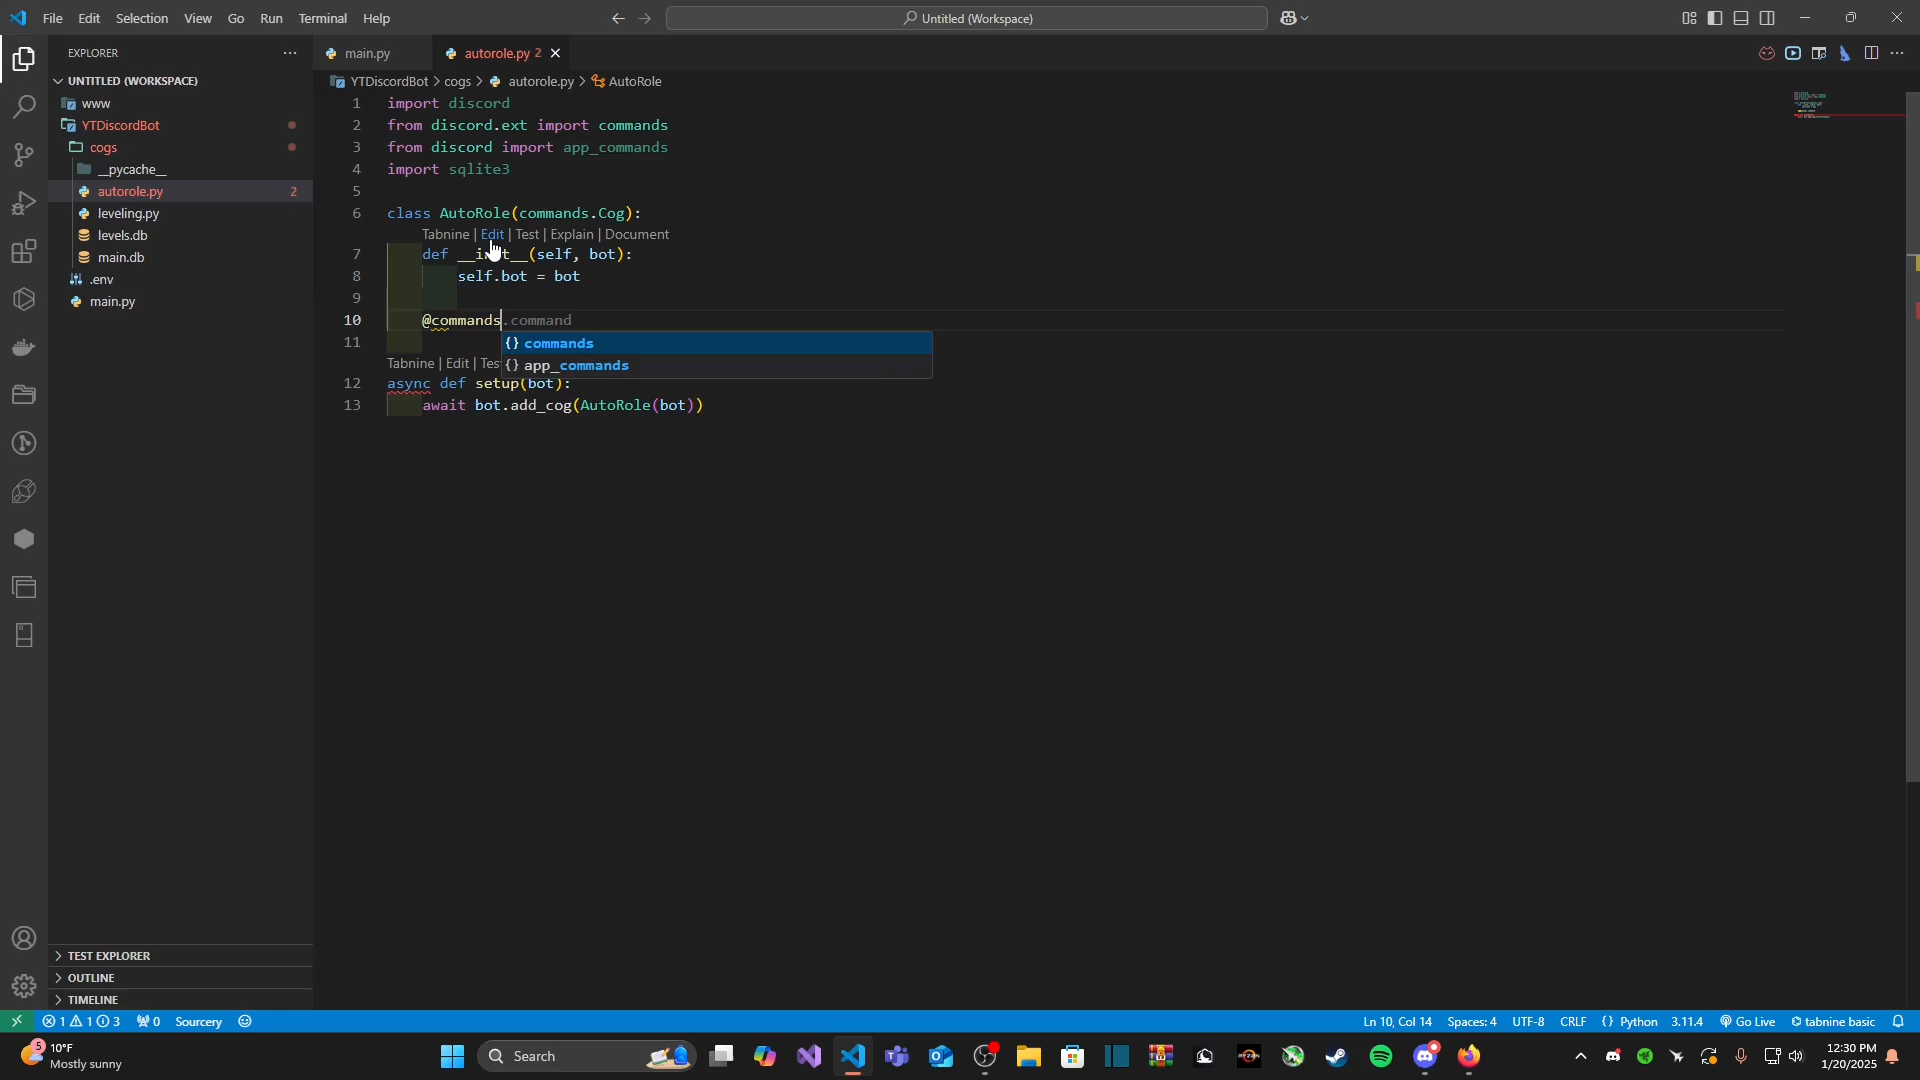 File Edit Selection View Go Run Terminal Help
Untitled (Workspace)
EXPLORER
UNTITLED (WORKSPACE)
www
YTDiscordBot
cogs
__pycache__
autorole.py 2
leveling.py
levels.db
main.db
.env
main.py
TEST EXPLORER
OUTLINE
TIMELINE
main.py autorole.py 2
YTDiscordBot > cogs > autorole.py > AutoRole
1 import discord
2 from discord.ext import commands
3 from discord import app_commands
4 import sqlite3
5
6 class AutoRole(commands.Cog):
Tabnine | Edit | Test | Explain | Document
7 def __init__(self, bot):
8 self.bot = bot
9
10 @commands.command
{} commands
{} app_commands
11
Tabnine | Edit | Tes
12 async def setup(bot):
13 await bot.add_cog(AutoRole(bot))
1 1 3 0 Sourcery
Ln 10, Col 14 Spaces: 4 UTF-8 CRLF {} Python 3.11.4 Go Live tabnine basic
5 10°F
Mostly sunny
Search
RYZEN
12:30 PM
1/20/2025